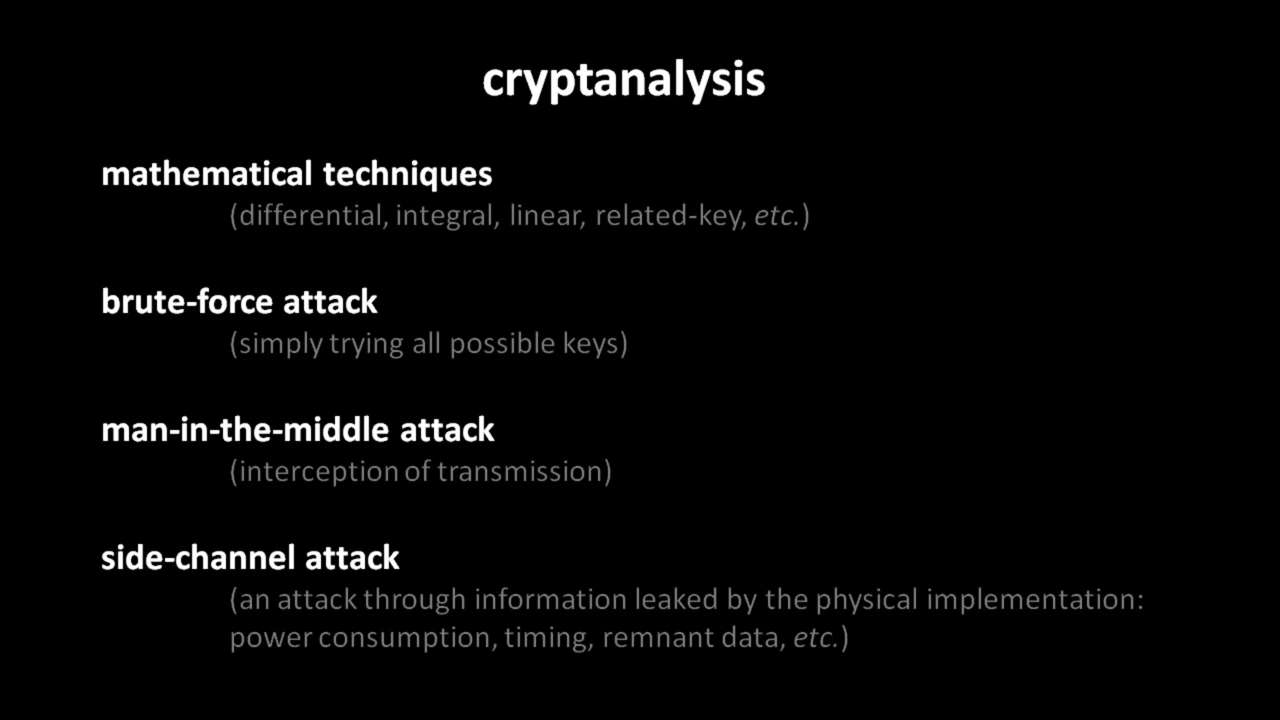 cryptanalysis
mathematical techniques
(differential, integral, linear, related-key, etc.)
brute-force attack
(simply trying all possible keys)
man-in-the-middle attack
(interception of transmission)
side-channel attack
(an attack through information leaked by the physical implementation:
power consumption, timing, remnant data, etc.)